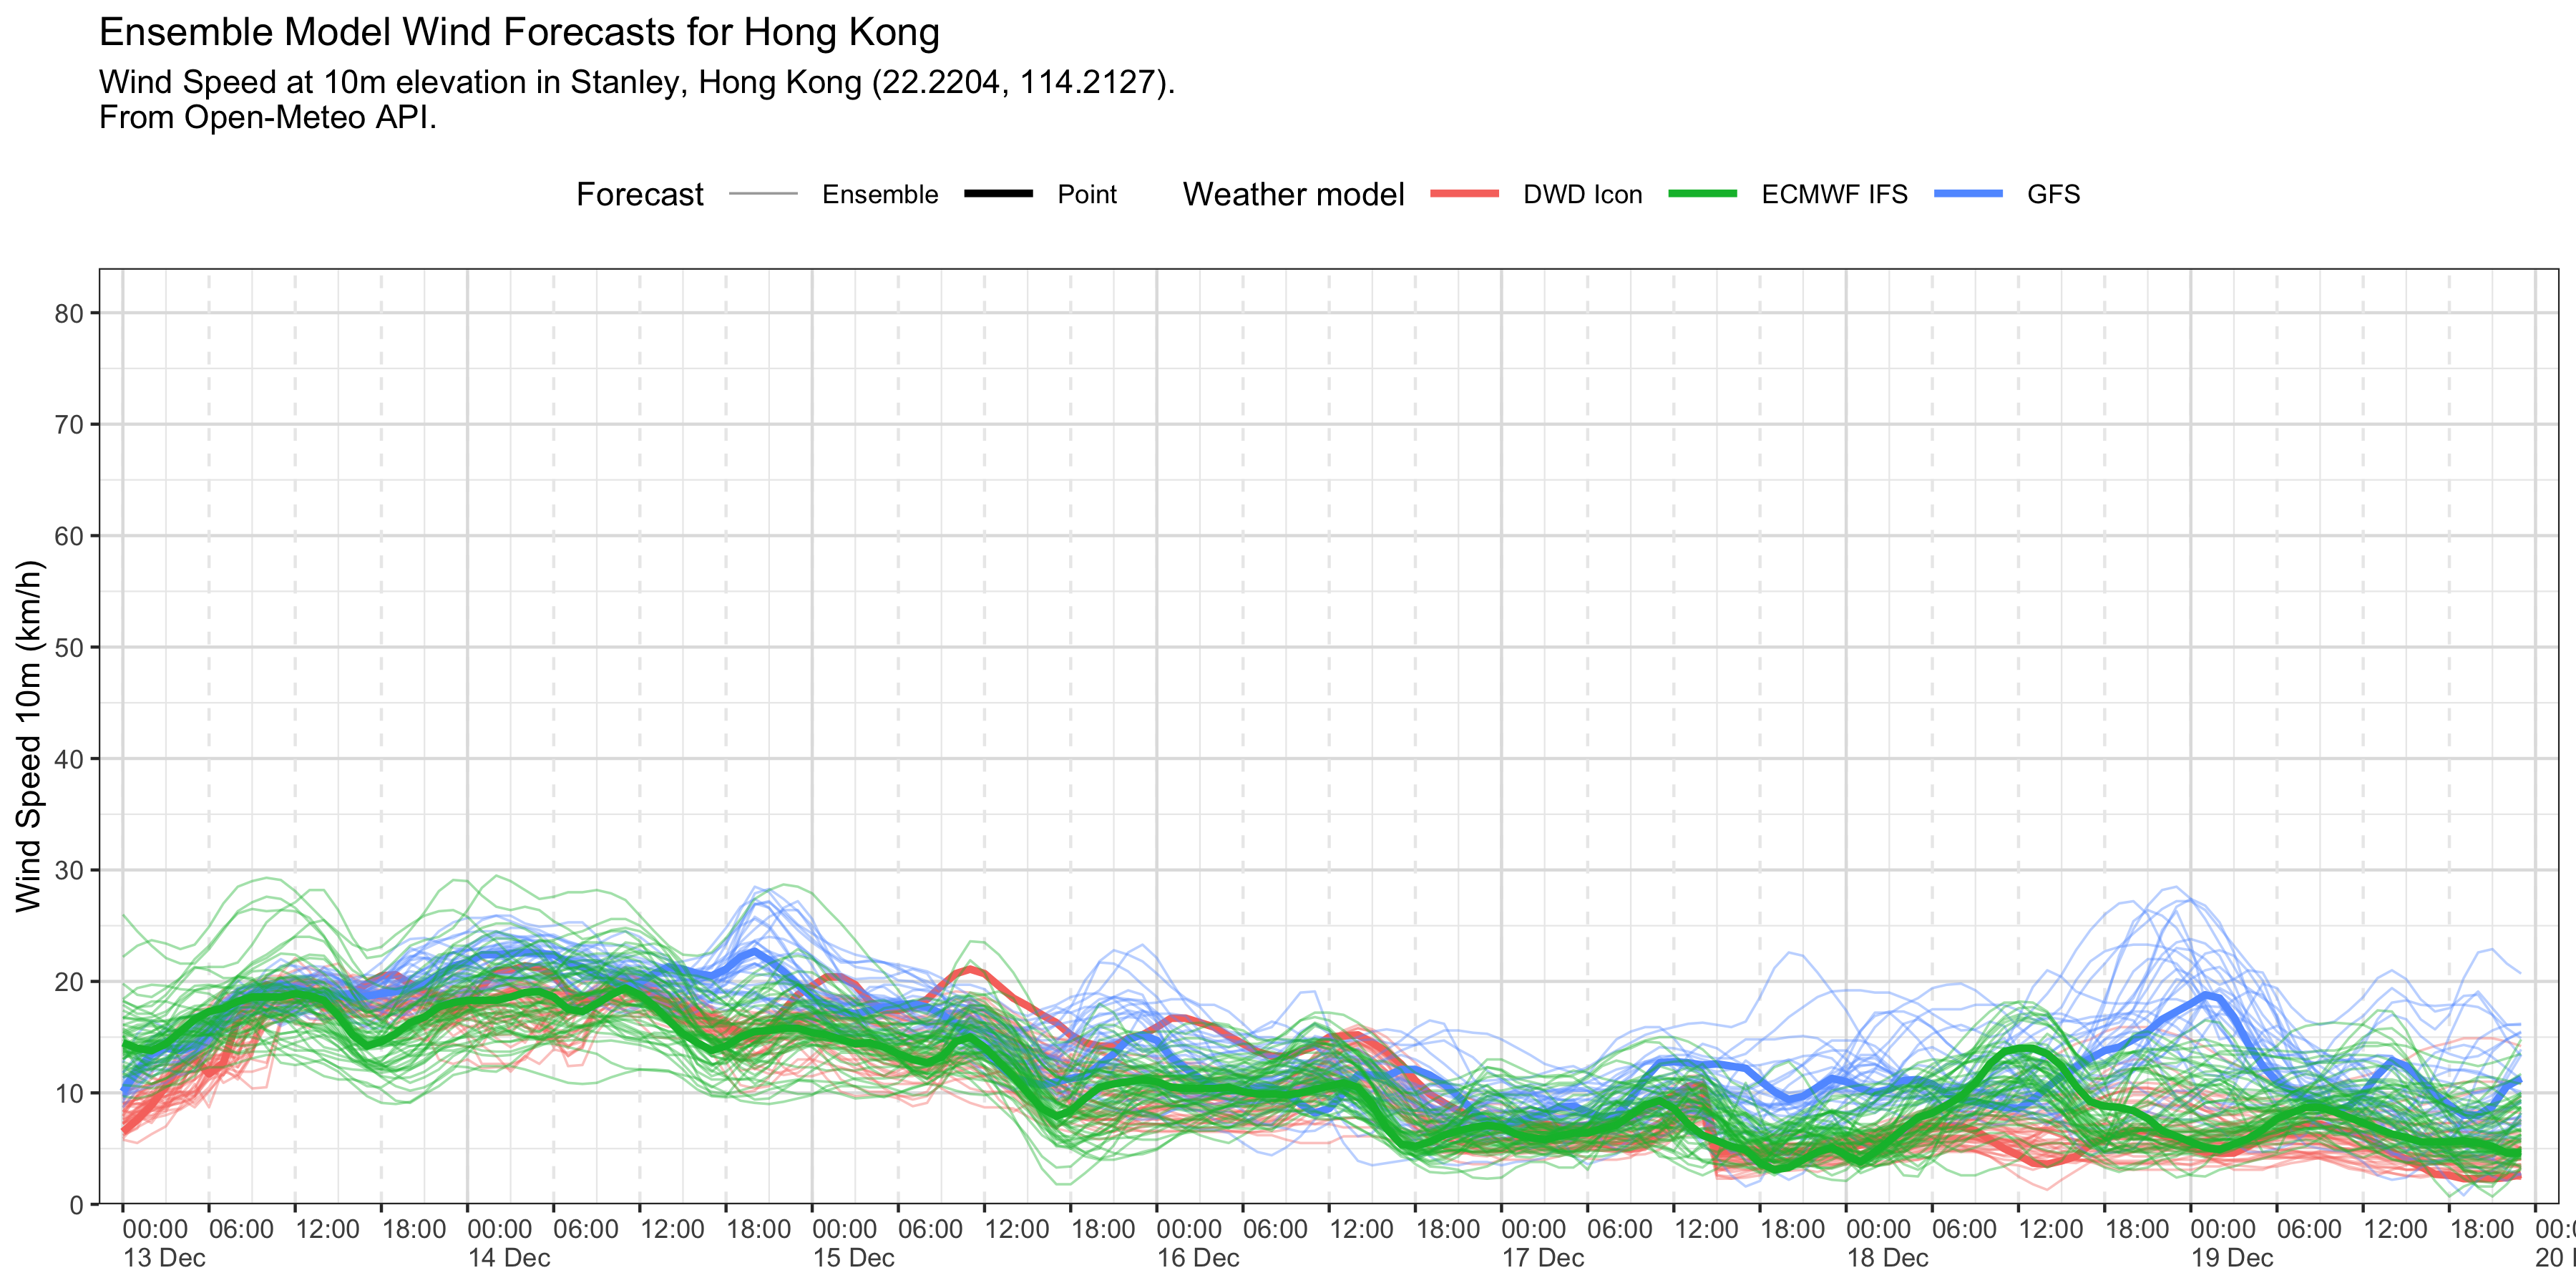 Ensemble Model Wind Forecasts for Hong Kong
Wind Speed at 10m elevation in Stanley, Hong Kong (22.2204, 114.2127).
From Open-Meteo API.
Forecast Ensemble Point Weather model DWD Icon ECMWF IFS GFS
Wind Speed 10m (km/h)
80
70
60
50
40
30
20
10
0
00:00 06:00 12:00 18:00 00:00 06:00 12:00 18:00 00:00 06:00 12:00 18:00 00:00 06:00 12:00 18:00 00:00 06:00 12:00 18:00 00:00 06:00 12:00 18:00 00:00 06:00 12:00 18:00
13 Dec 14 Dec 15 Dec 16 Dec 17 Dec 18 Dec 19 Dec 20